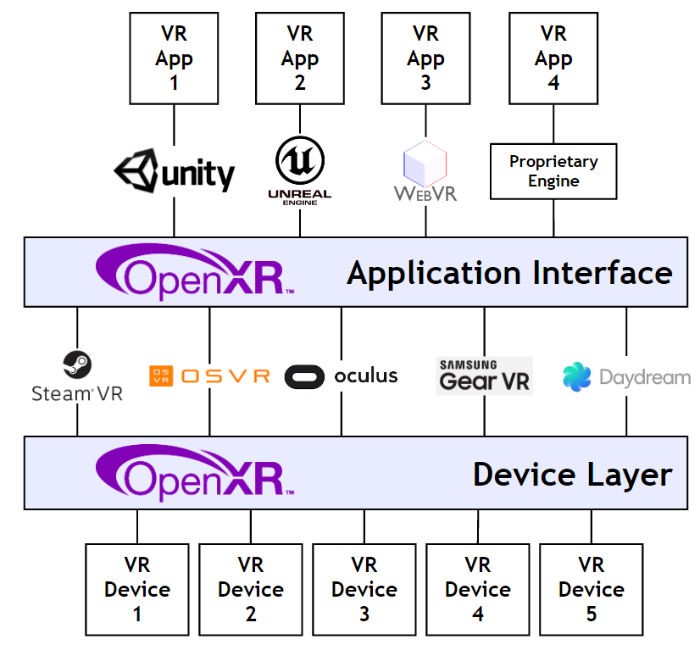 VR VR VR VR
App App App App
1 2 3 4
unity
UNREAL
ENGINE
WEBVR
Proprietary
Engine
OpenXR™ Application Interface
Steam®VR
OS
VR
OSVR
oculus
SAMSUNG
Gear VR
Daydream
OpenXR™ Device Layer
VR VR VR VR VR
Device Device Device Device Device
1 2 3 4 5